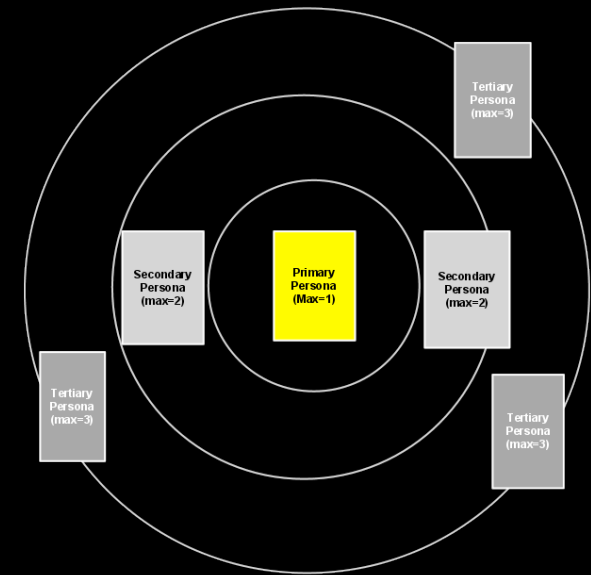 Tertiary
Persona
(max=3)
Secondary
Persona
(max=2)
Primary
Persona
(Max=1)
Secondary
Persona
(max=2)
Tertiary
Persona
(max=3)
Tertiary
Persona
(max=3)